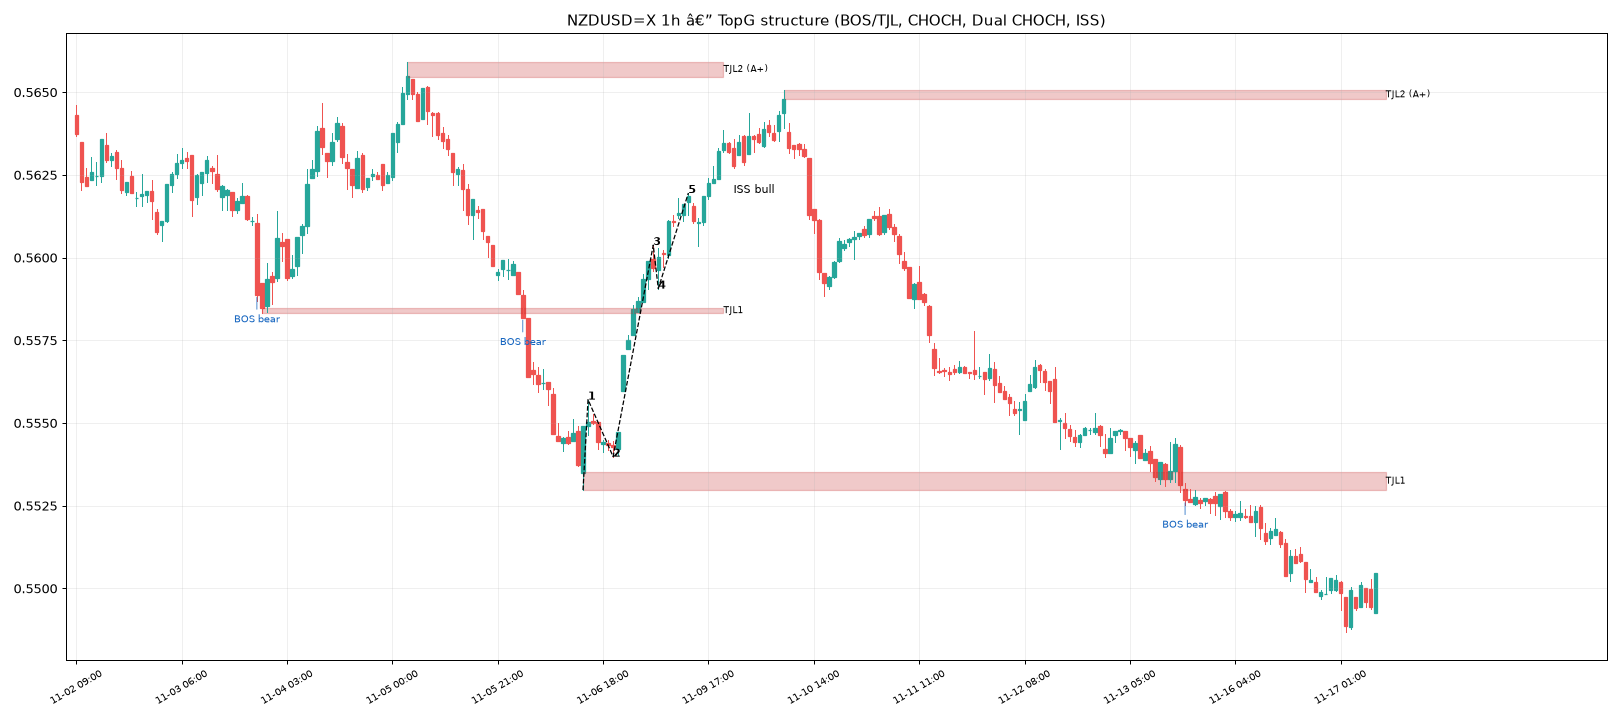 NZDUSD=X 1h â€” TopG structure (BOS/TJL, CHOCH, Dual CHOCH, ISS)
TJL2 (A+)
TJL2 (A+)
0.5650
0.5625
5
ISS bull
0.5600
3
4
TJL1
BOS bear
BOS bear
0.5575
0.5550
1
2
TJL1
0.5525
BOS bear
0.5500
11-02 09:00
11-03 06:00
11-04 03:00
11-05 00:00
11-05 21:00
11-06 18:00
11-09 17:00
11-10 14:00
11-11 11:00
11-12 08:00
11-13 05:00
11-16 04:00
11-17 01:00